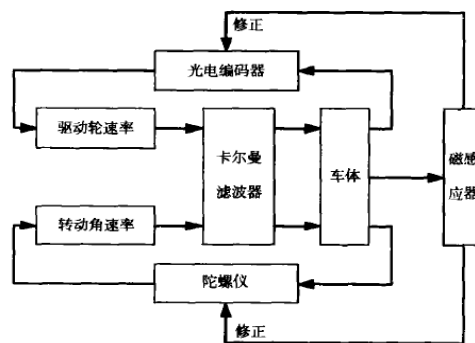 修正
光电编码器
驱动轮速率
卡尔曼
滤波器
车体
磁感
应器
转动角速率
陀螺仪
修正